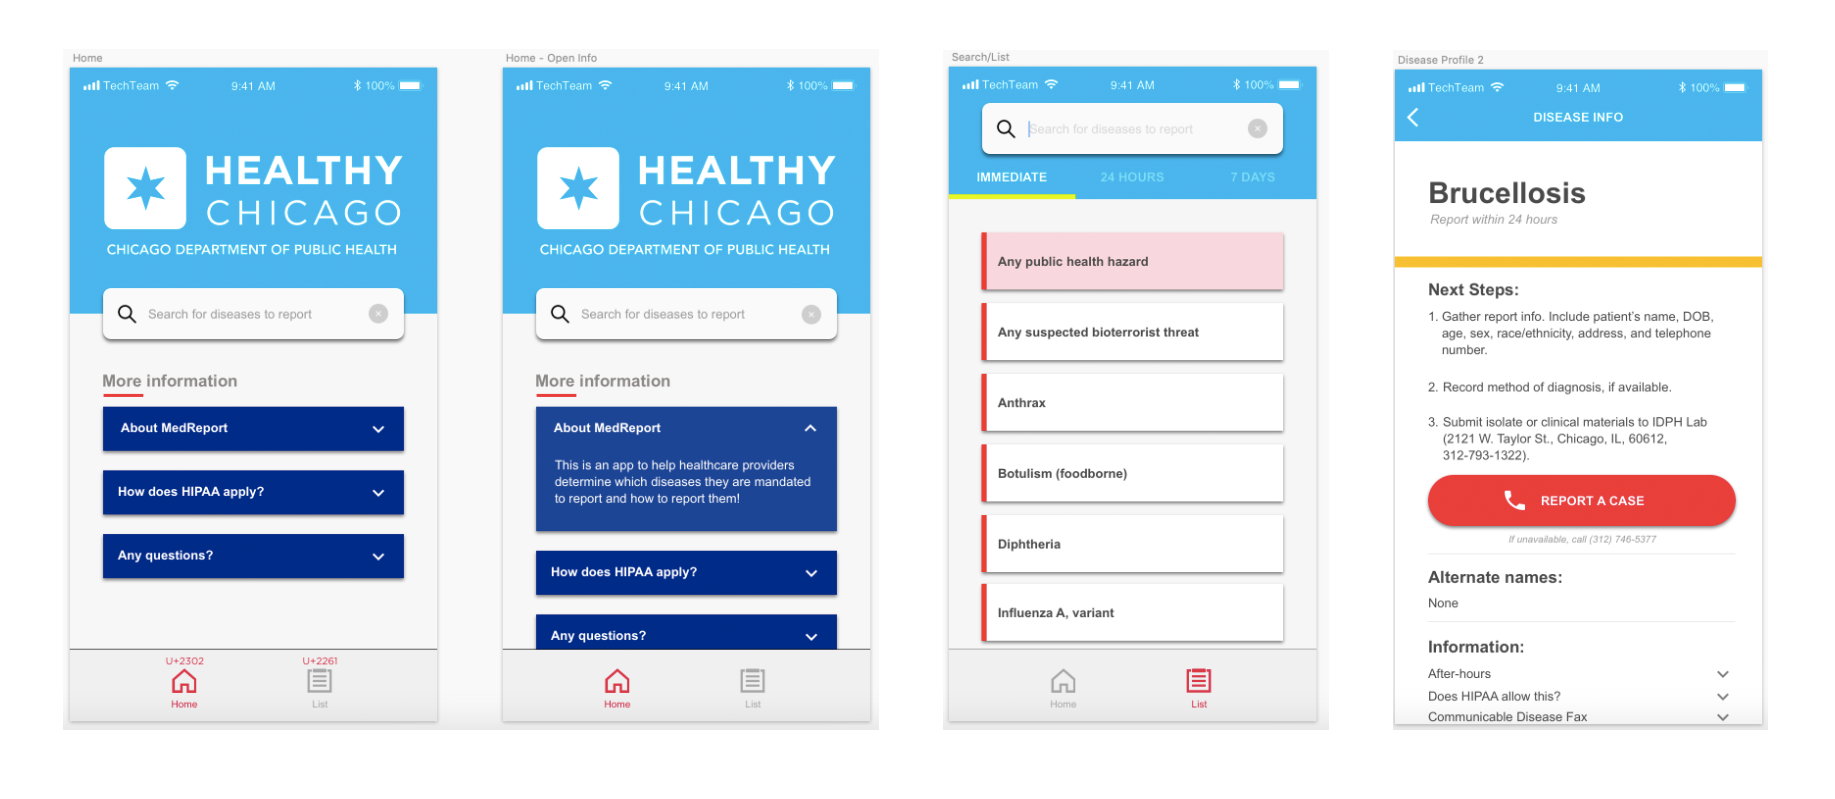 Home
TechTeam
9:41 AM
100%
HEALTHY
CHICAGO
CHICAGO DEPARTMENT OF PUBLIC HEALTH
Search for diseases to report
More information
About MedReport
How does HIPAA apply?
Any questions?
U+2302
U+2261
Home
List
Home - Open Info
TechTeam
9:41 AM
100%
HEALTHY
CHICAGO
CHICAGO DEPARTMENT OF PUBLIC HEALTH
Search for diseases to report
More information
About MedReport
This is an app to help healthcare providers
determine which diseases they are mandated
to report and how to report them!
How does HIPAA apply?
Any questions?
Home
List
Search/List
TechTeam
9:41 AM
100%
Search for diseases to report
IMMEDIATE
24 HOURS
7 DAYS
Any public health hazard
Any suspected bioterrorist threat
Anthrax
Botulism (foodborne)
Diphtheria
Influenza A, variant
Home
List
Disease Profile 2
TechTeam
9:41 AM
100%
DISEASE INFO
Brucellosis
Report within 24 hours
Next Steps:
1. Gather report info. Include patient's name, DOB,
age, sex, race/ethnicity, address, and telephone
number.
2. Record method of diagnosis, if available.
3. Submit isolate or clinical materials to IDPH Lab
(2121 W. Taylor St., Chicago, IL, 60612,
312-793-1322).
REPORT A CASE
If unavailable, call (312) 746-5377
Alternate names:
None
Information:
After-hours
Does HIPAA allow this?
Communicable Disease Fax